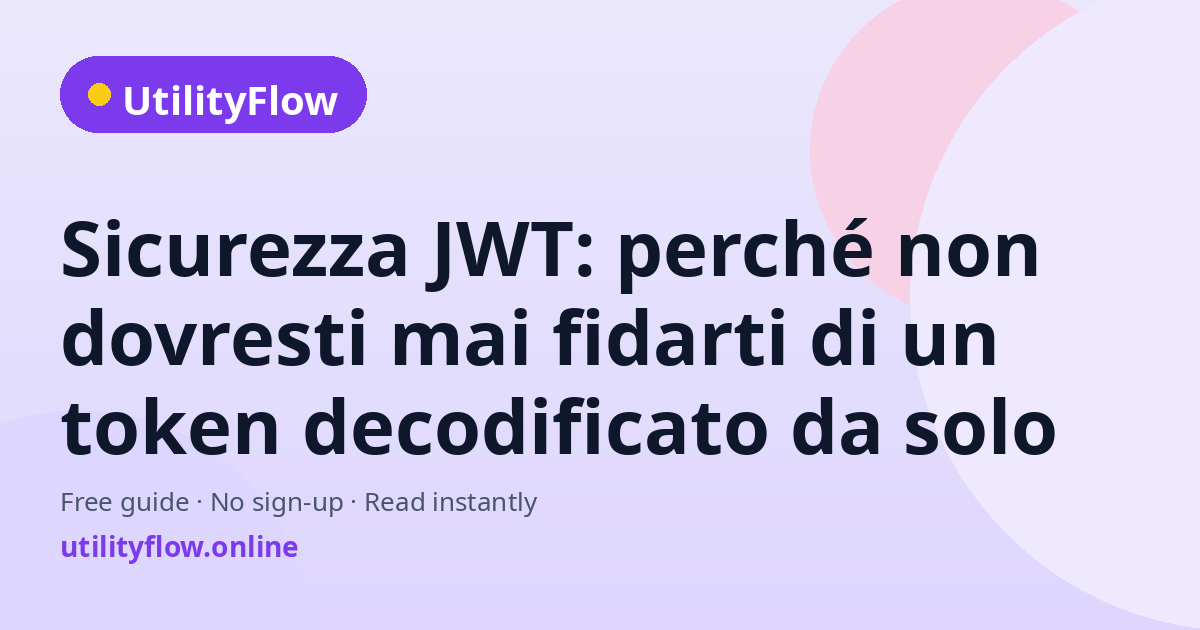 UtilityFlow
Sicurezza JWT: perché non
dovresti mai fidarti di un
token decodificato da solo
Free guide · No sign-up · Read instantly
utilityflow.online